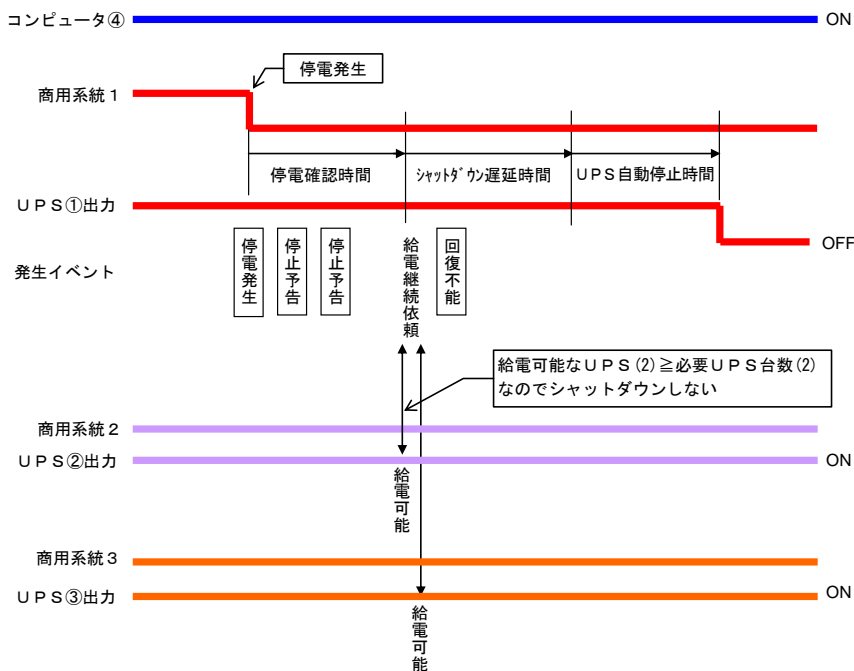 コンピュータ④
ON
停電発生
商用系統1
停電確認時間
ｼｬｯﾄﾀﾞｳﾝ遅延時間
UPS自動停止時間
UPS①出力
OFF
発生イベント
停電発生
停止予告
停止予告
給電継続依頼
回復不能
給電可能なUPS(2)≧必要UPS台数(2)
なのでシャットダウンしない
商用系統2
UPS②出力
ON
給電可能
商用系統3
UPS③出力
ON
給電可能